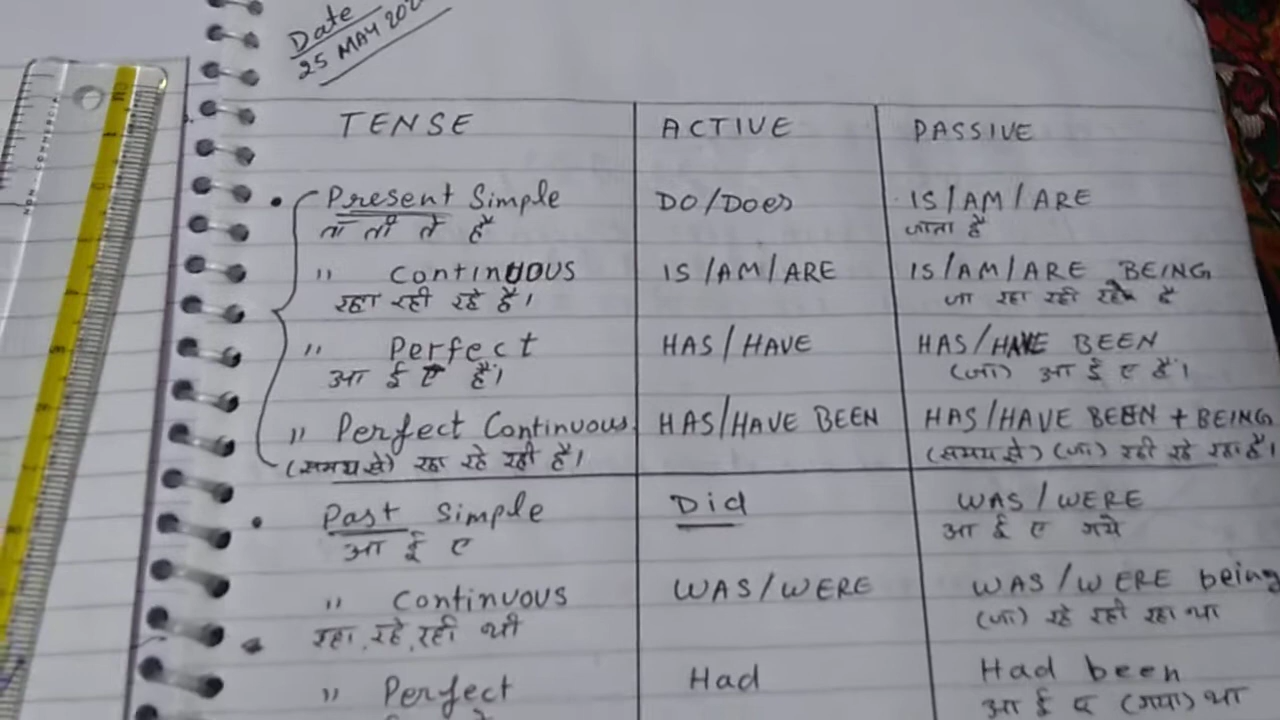 Date
25 MAY 202
TENSE ACTIVE PASSIVE
Present Simple DO/Does IS/AM/ARE
ता ती ते हैं जाता है
" Continuous IS/AM/ARE IS/AM/ARE BEING
रहा रही रहे हैं। जा रहा रही रहे है
" Perfect HAS/HAVE HAS/HAVE BEEN
आ ई ए हैं। (जा) आ ई ए हैं।
" Perfect Continuous HAS/HAVE BEEN HAS/HAVE BEEN + BEING
(समय से) रहा रहे रही हैं। (समय से) (जा) रही रहे रहा है।
Past Simple Did WAS/WERE
आ ई ए आ ई ए गये
" Continuous WAS/WERE WAS/WERE being
रहा, रहे, रही थी (जा) रहे रही रहा था
" Perfect Had Had been
आ ई ए (गया) था